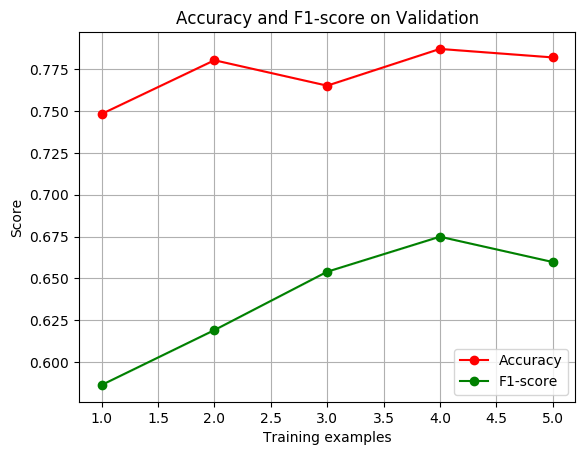 Accuracy and F1-score on Validation
Score
0.775
0.750
0.725
0.700
0.675
0.650
0.625
0.600
1.0 1.5 2.0 2.5 3.0 3.5 4.0 4.5 5.0
Training examples
Accuracy
F1-score